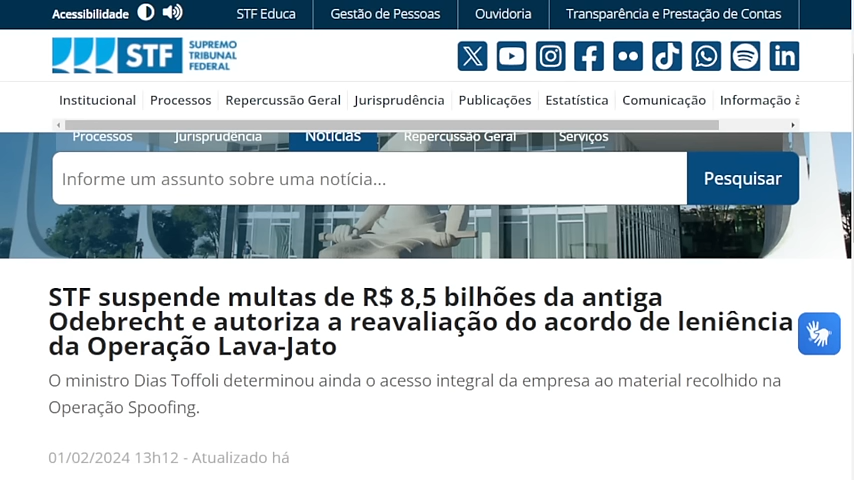 Acessibilidade
STF Educa
Gestão de Pessoas
Ouvidoria
Transparência e Prestação de Contas
STF SUPREMO
TRIBUNAL
FEDERAL
Institucional Processos Repercussão Geral Jurisprudência Publicações Estatística Comunicação Informação à
Processos Jurisprudência Notícias Repercussão Geral Serviços
Informe um assunto sobre uma notícia... Pesquisar
STF suspende multas de R$ 8,5 bilhões da antiga
Odebrecht e autoriza a reavaliação do acordo de leniência
da Operação Lava-Jato
O ministro Dias Toffoli determinou ainda o acesso integral da empresa ao material recolhido na
Operação Spoofing.
01/02/2024 13h12 - Atualizado há